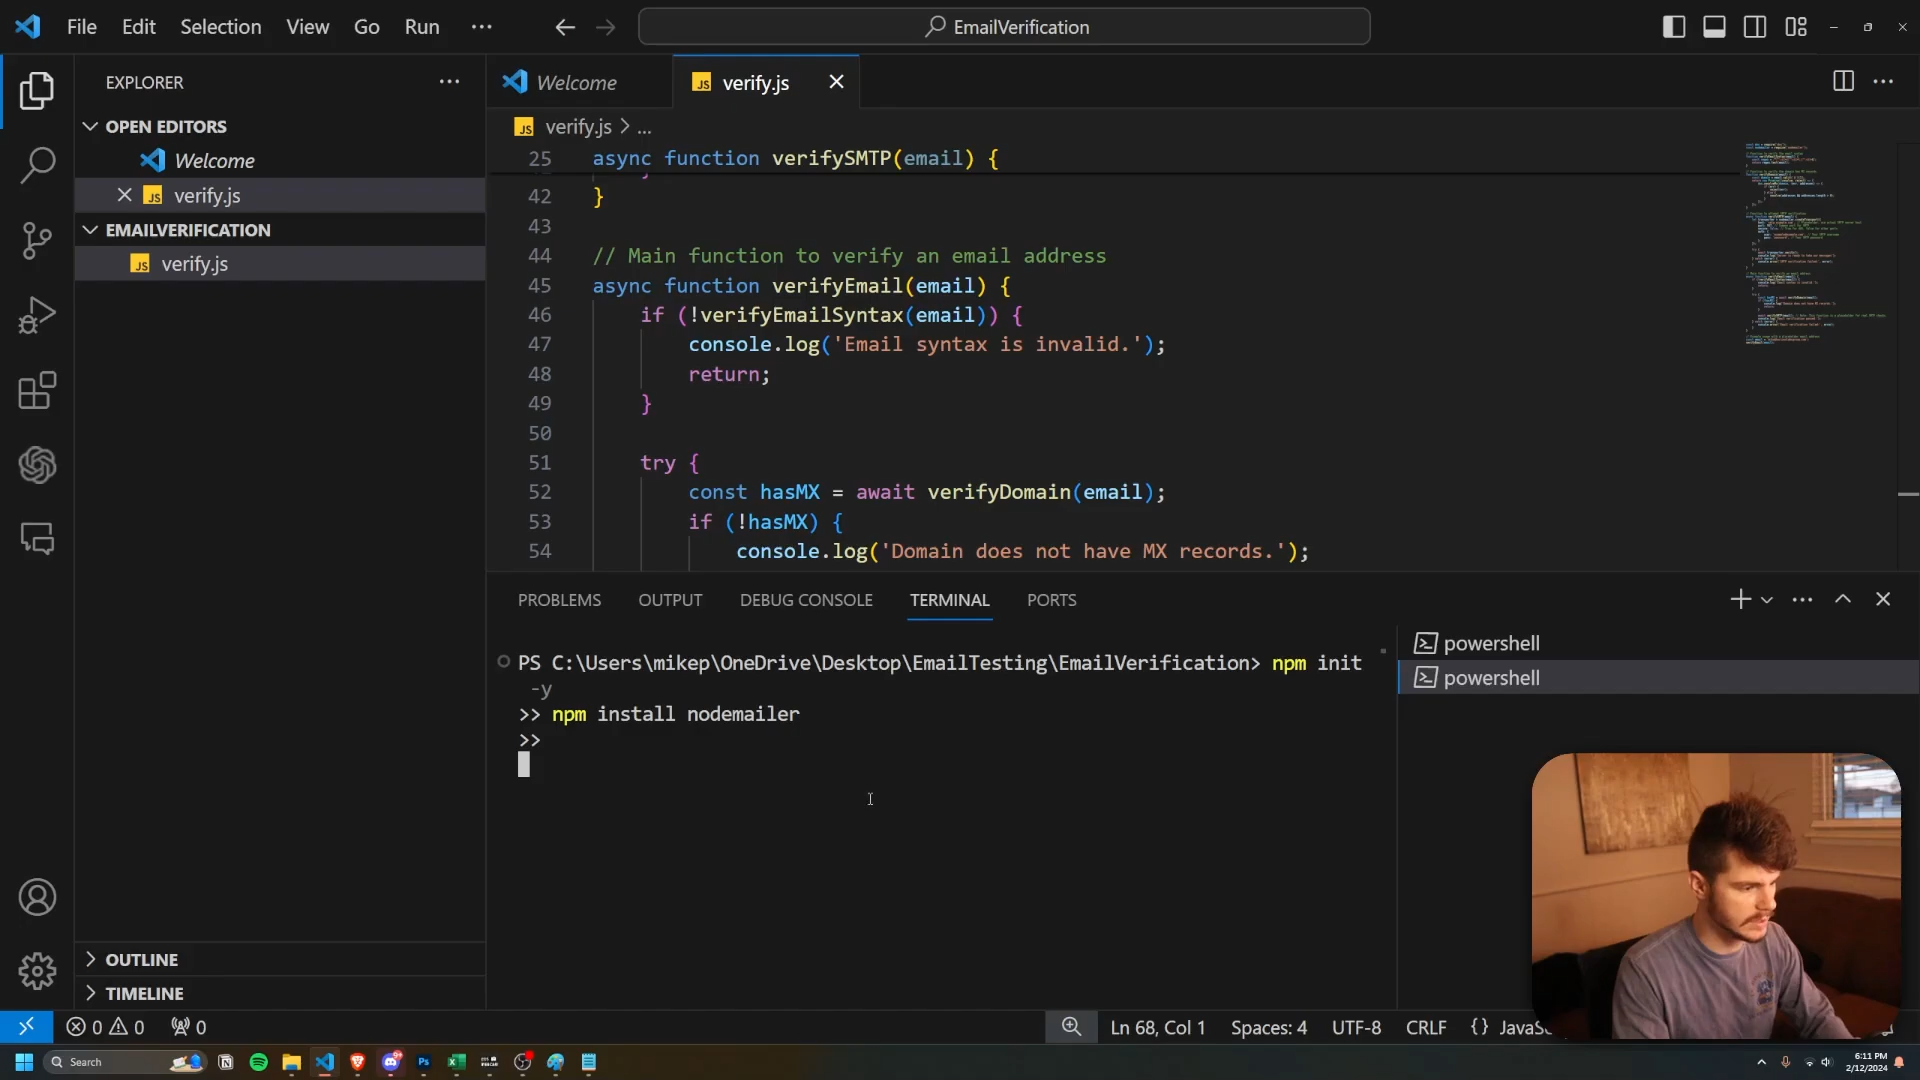 File Edit Selection View Go Run ...
EmailVerification
EXPLORER
OPEN EDITORS
Welcome
verify.js
EMAILVERIFICATION
verify.js
OUTLINE
TIMELINE
Welcome
verify.js
verify.js > ...
25 async function verifySMTP(email) {
42 }
43
44 // Main function to verify an email address
45 async function verifyEmail(email) {
46 if (!verifyEmailSyntax(email)) {
47 console.log('Email syntax is invalid.');
48 return;
49 }
50
51 try {
52 const hasMX = await verifyDomain(email);
53 if (!hasMX) {
54 console.log('Domain does not have MX records.');
PROBLEMS OUTPUT DEBUG CONSOLE TERMINAL PORTS
PS C:\Users\mikep\OneDrive\Desktop\EmailTesting\EmailVerification> npm init
-y
>> npm install nodemailer
>>
powershell
powershell
0 0 0
Ln 68, Col 1 Spaces: 4 UTF-8 CRLF {} JavaSc
Search
6:11 PM
2/12/2024